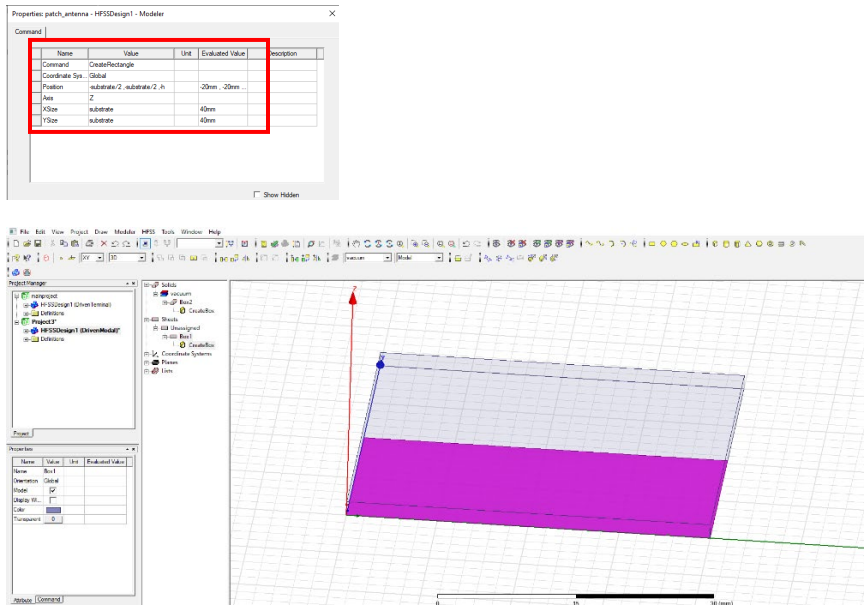 Properties: patch_antenna - HFSSDesign1 - Modeler
Command
Name Value Unit Evaluated Value Description
Command CreateRectangle
Coordinate Sys... Global
Position -substrate/2 ,-substrate/2 ,-h -20mm , -20mm ...
Axis Z
XSize substrate 40mm
YSize substrate 40mm
Show Hidden
File Edit View Project Draw Modeler HFSS Tools Window Help
XY 3D vacuum Model
Project Manager
mainproject
HFSSDesign1 (DrivenTerminal)
Definitions
Project3*
HFSSDesign1 (DrivenModal)*
Definitions
Project
Solids
vacuum
Box2
CreateBox
Sheets
Unassigned
Box1
CreateBox
Coordinate Systems
Planes
Lists
Properties
Name Value Unit Evaluated Value
Name Box1
Orientation Global
Model
Display Wi...
Color
Transparent 0
Attribute Command
Z
0 15 30 (mm)